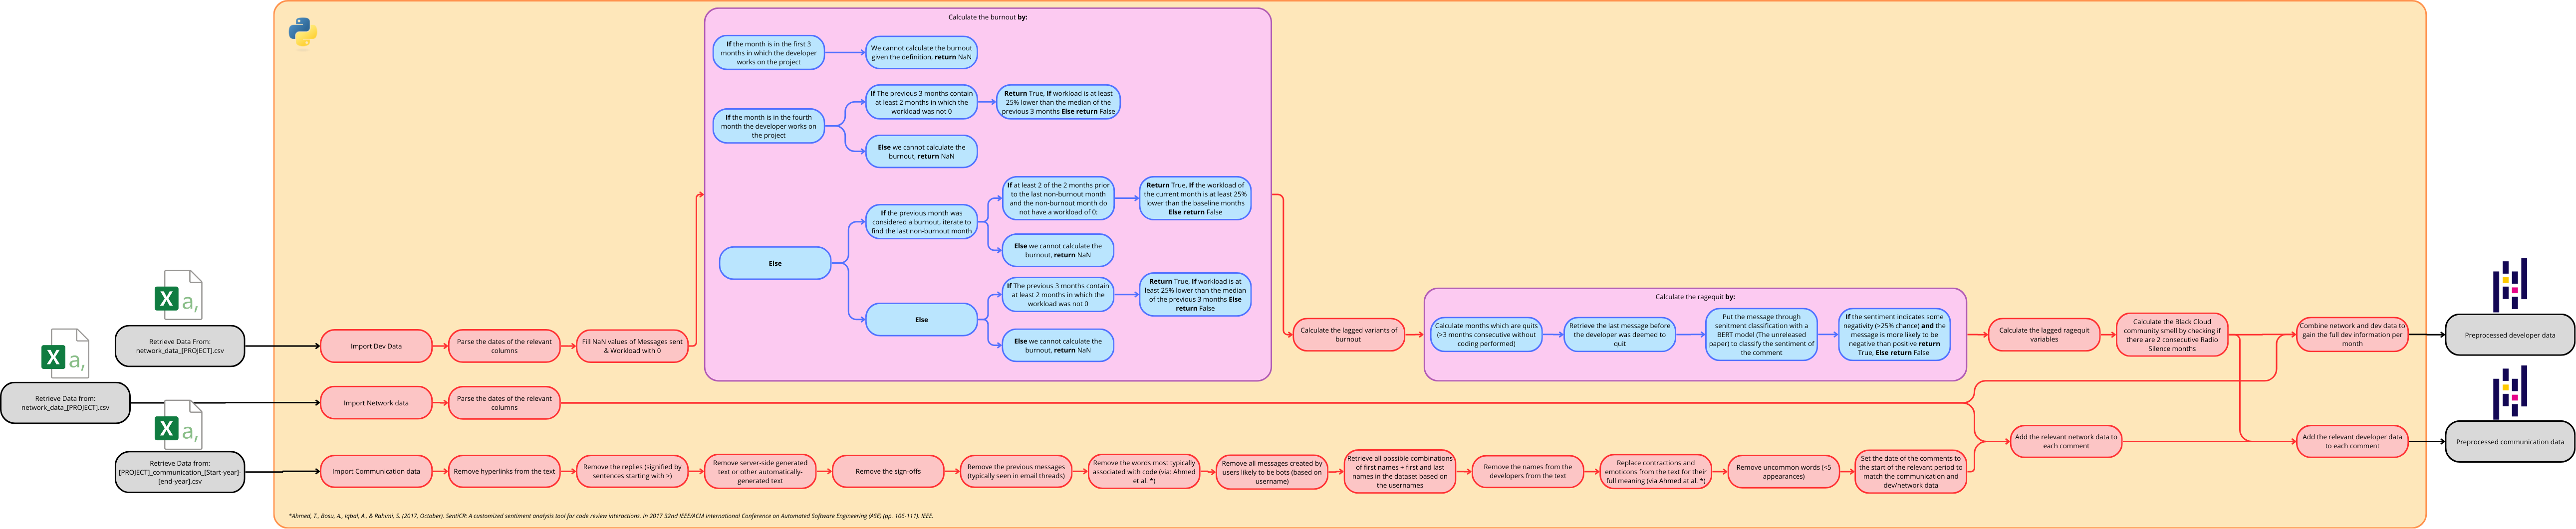 Calculate the burnout by:
If the month is in the first 3
months in which the developer
works on the project
We cannot calculate the burnout
given the definition, return NaN
If the month is in the fourth
month the developer works on
the project
If The previous 3 months contain
at least 2 months in which the
workload was not 0
Return True, If workload is at least
25% lower than the median of the
previous 3 months Else return False
Else we cannot calculate the
burnout, return NaN
Else
If the previous month was
considered a burnout, iterate to
find the last non-burnout month
If at least 2 of the 2 months prior
to the last non-burnout month
and the non-burnout month do
not have a workload of 0:
Return True, If the workload of
the current month is at least 25%
lower than the baseline months
Else return False
Else we cannot calculate the
burnout, return NaN
Else
If The previous 3 months contain
at least 2 months in which the
workload was not 0
Return True, If workload is at
least 25% lower than the median
of the previous 3 months Else
return False
Else we cannot calculate the
burnout, return NaN
X a,
Retrieve Data From:
network_data_[PROJECT].csv
Import Dev Data
Parse the dates of the relevant
columns
Fill NaN values of Messages sent
& Workload with 0
Calculate the lagged variants of
burnout
Calculate the ragequit by:
Calculate months which are quits
(>3 months consecutive without
coding performed)
Retrieve the last message before
the developer was deemed to
quit
Put the message through
senitment classification with a
BERT model (The unreleased
paper) to classify the sentiment of
the comment
If the sentiment indicates some
negativity (>25% chance) and the
message is more likely to be
negative than positive return
True, Else return False
Calculate the lagged ragequit
variables
Calculate the Black Cloud
community smell by checking if
there are 2 consecutive Radio
Silence months
Combine network and dev data to
gain the full dev information per
month
Preprocessed developer data
X a,
Retrieve Data from:
network_data_[PROJECT].csv
Import Network data
Parse the dates of the relevant
columns
Add the relevant network data to
each comment
Add the relevant developer data
to each comment
Preprocessed communication data
X a,
Retrieve Data from:
[PROJECT]_communication_[Start-year]-
[end-year].csv
Import Communication data
Remove hyperlinks from the text
Remove the replies (signified by
sentences starting with >)
Remove server-side generated
text or other automatically-
generated text
Remove the sign-offs
Remove the previous messages
(typically seen in email threads)
Remove the words most typically
associated with code (via: Ahmed
et al. *)
Remove all messages created by
users likely to be bots (based on
username)
Retrieve all possible combinations
of first names + first and last
names in the dataset based on
the usernames
Remove the names from the
developers from the text
Replace contractions and
emoticons from the text for their
full meaning (via Ahmed at al. *)
Remove uncommon words (<5
appearances)
Set the date of the comments to
the start of the relevant period to
match the communication and
dev/network data
*Ahmed, T., Bosu, A., Iqbal, A., & Rahimi, S. (2017, October). SentiCR: A customized sentiment analysis tool for code review interactions. In 2017 32nd IEEE/ACM International Conference on Automated Software Engineering (ASE) (pp. 106-111). IEEE.